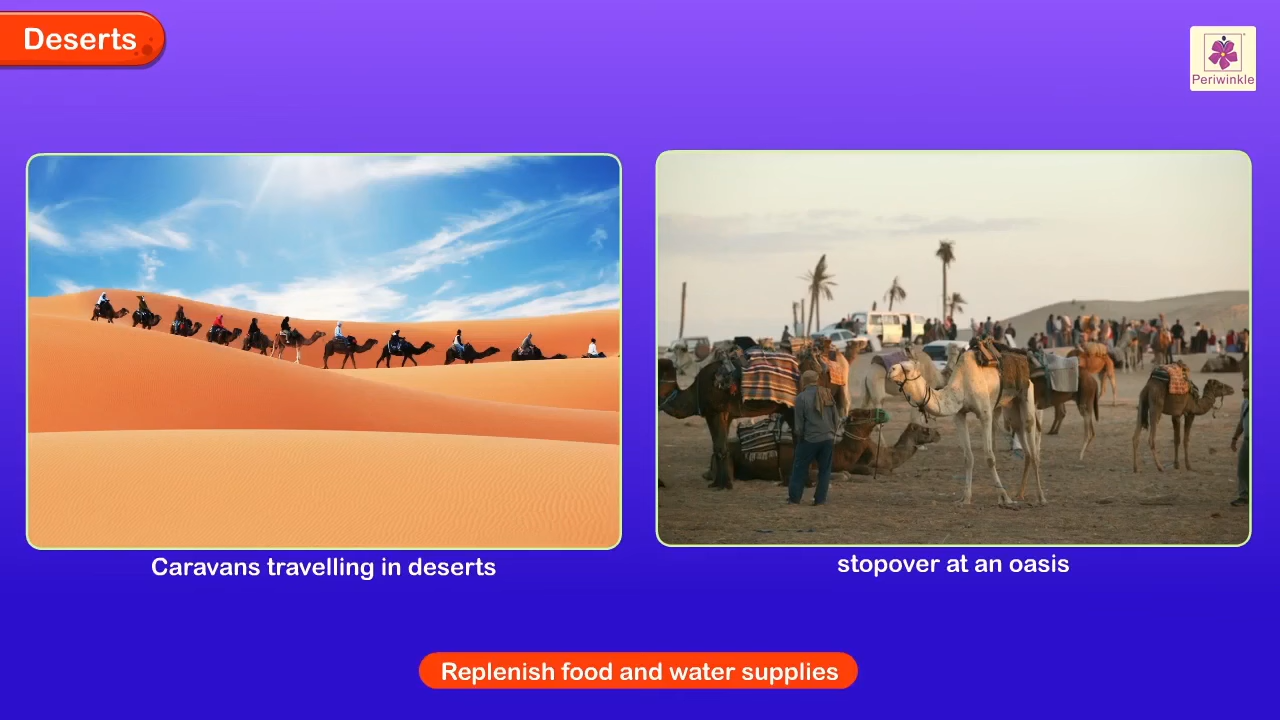 Deserts
Periwinkle
Caravans travelling in deserts
stopover at an oasis
Replenish food and water supplies